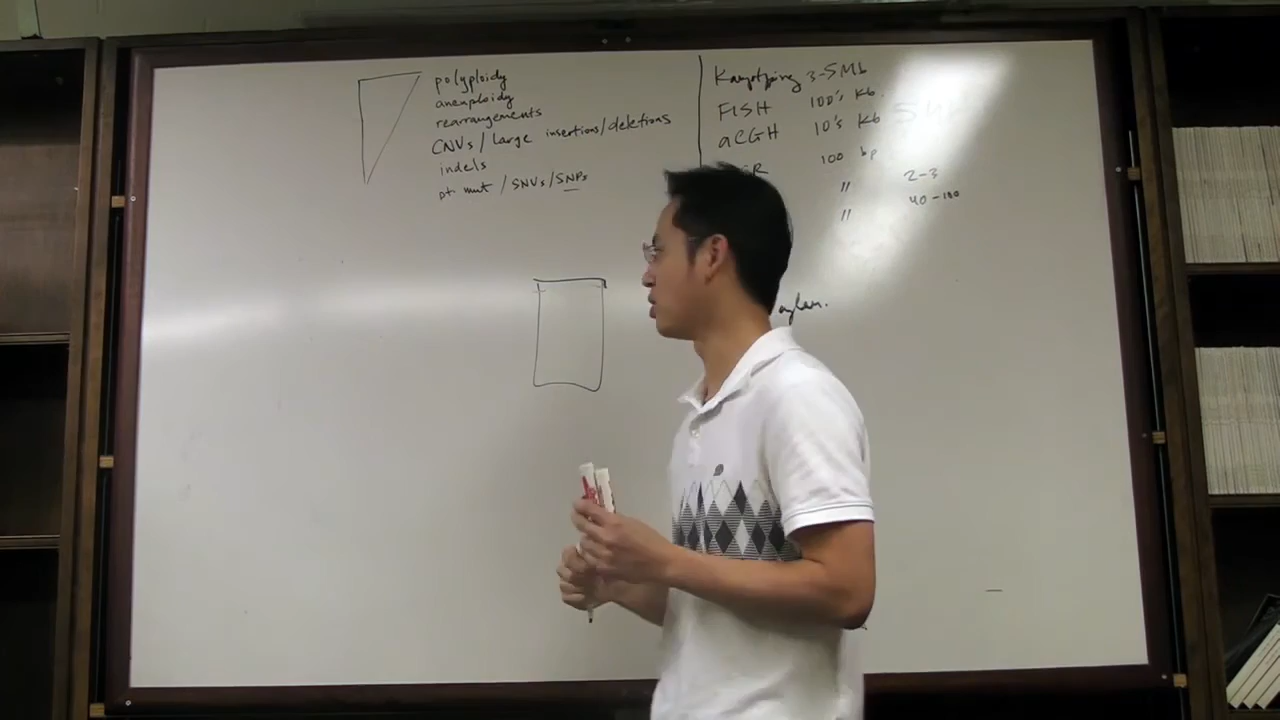 polyploidy
aneuploidy
rearrangements
CNVs / large insertions/deletions
indels
pt mut / SNVs / SNPs
Karyotyping 3-5Mb
FISH 100's Kb.
aCGH 10's Kb
100 bp
" 2-3
" 40-100